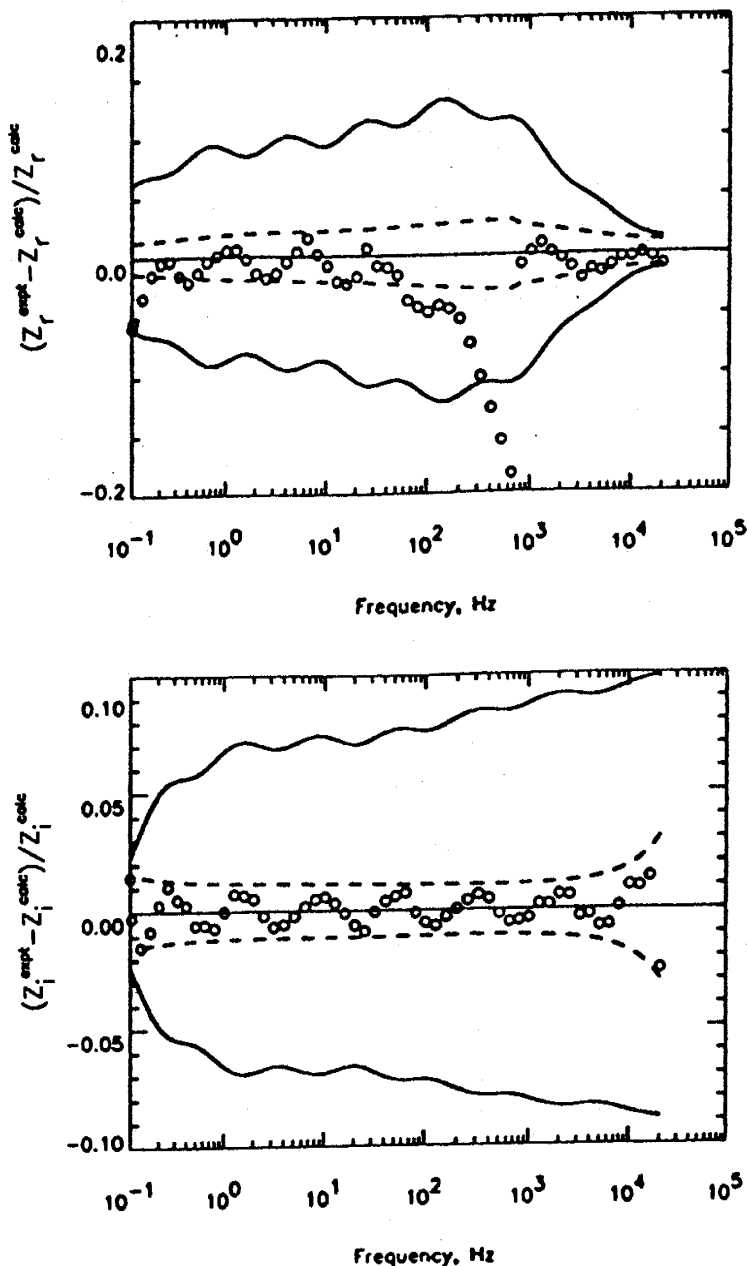 0.2
0.0
-0.2
(Z_r^expt-Z_r^calc)/Z_r^calc
10^-1 10^0 10^1 10^2 10^3 10^4 10^5
Frequency, Hz
0.10
0.05
0.00
-0.05
-0.10
(Z_i^expt-Z_i^calc)/Z_i^calc
10^-1 10^0 10^1 10^2 10^3 10^4 10^5
Frequency, Hz